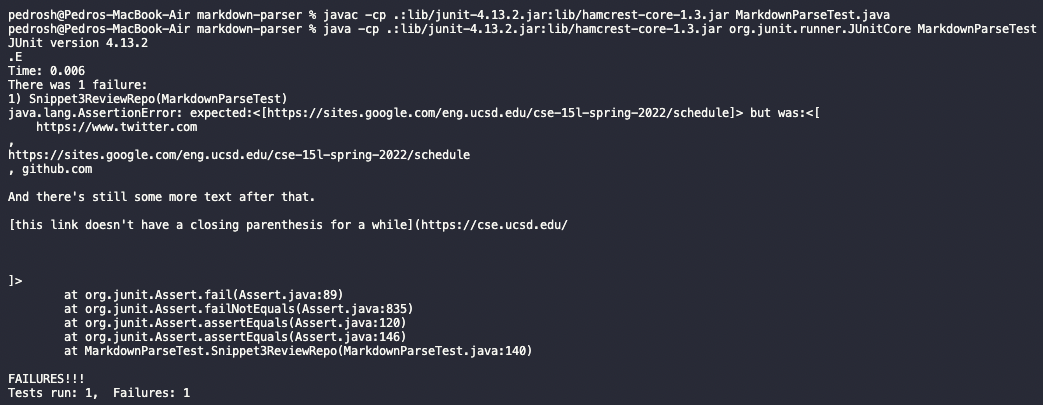 pedrosh@Pedros-MacBook-Air markdown-parser % javac -cp .:lib/junit-4.13.2.jar:lib/hamcrest-core-1.3.jar MarkdownParseTest.java
pedrosh@Pedros-MacBook-Air markdown-parser % java -cp .:lib/junit-4.13.2.jar:lib/hamcrest-core-1.3.jar org.junit.runner.JUnitCore MarkdownParseTest
JUnit version 4.13.2
.E
Time: 0.006
There was 1 failure:
1) Snippet3ReviewRepo(MarkdownParseTest)
java.lang.AssertionError: expected:<[https://sites.google.com/eng.ucsd.edu/cse-15l-spring-2022/schedule]> but was:<[
    https://www.twitter.com
,
https://sites.google.com/eng.ucsd.edu/cse-15l-spring-2022/schedule
, github.com

And there's still some more text after that.

[this link doesn't have a closing parenthesis for a while](https://cse.ucsd.edu/



]>
        at org.junit.Assert.fail(Assert.java:89)
        at org.junit.Assert.failNotEquals(Assert.java:835)
        at org.junit.Assert.assertEquals(Assert.java:120)
        at org.junit.Assert.assertEquals(Assert.java:146)
        at MarkdownParseTest.Snippet3ReviewRepo(MarkdownParseTest.java:140)

FAILURES!!!
Tests run: 1,  Failures: 1